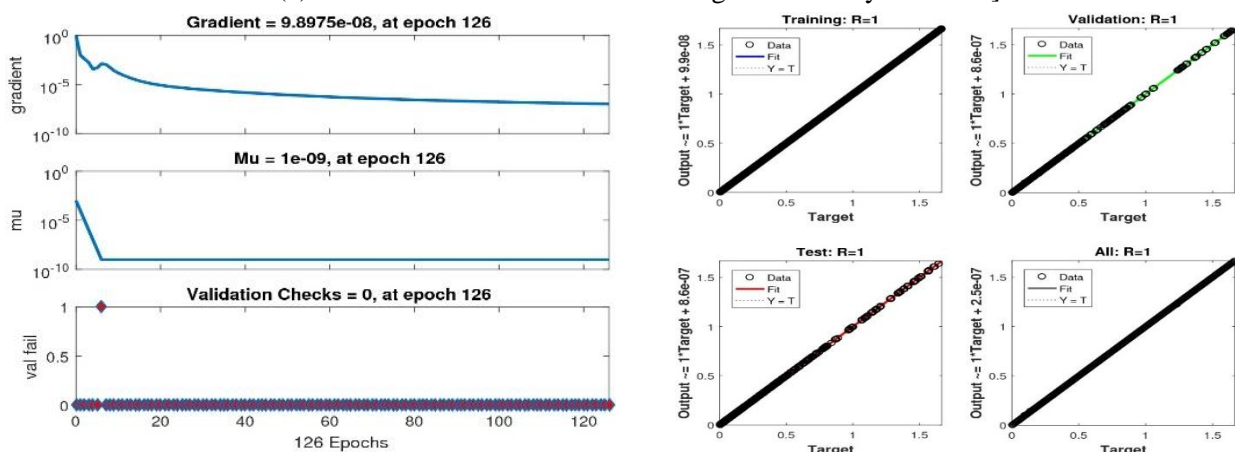 Gradient = 9.8975e-08, at epoch 126
10^0
10^-5
10^-10
gradient
Mu = 1e-09, at epoch 126
10^0
10^-5
10^-10
mu
Validation Checks = 0, at epoch 126
1
0.5
0
val fail
0 20 40 60 80 100 120
126 Epochs
Training: R=1
Data
Fit
Y = T
Output ~= 1*Target + 9.9e-08
1.5
1
0.5
0
0 0.5 1 1.5
Target
Validation: R=1
Data
Fit
Y = T
Output ~= 1*Target + 8.6e-07
1.5
1
0.5
0
0 0.5 1 1.5
Target
Test: R=1
Data
Fit
Y = T
Output ~= 1*Target + 8.6e-07
1.5
1
0.5
0
0 0.5 1 1.5
Target
All: R=1
Data
Fit
Y = T
Output ~= 1*Target + 2.5e-07
1.5
1
0.5
0
0 0.5 1 1.5
Target